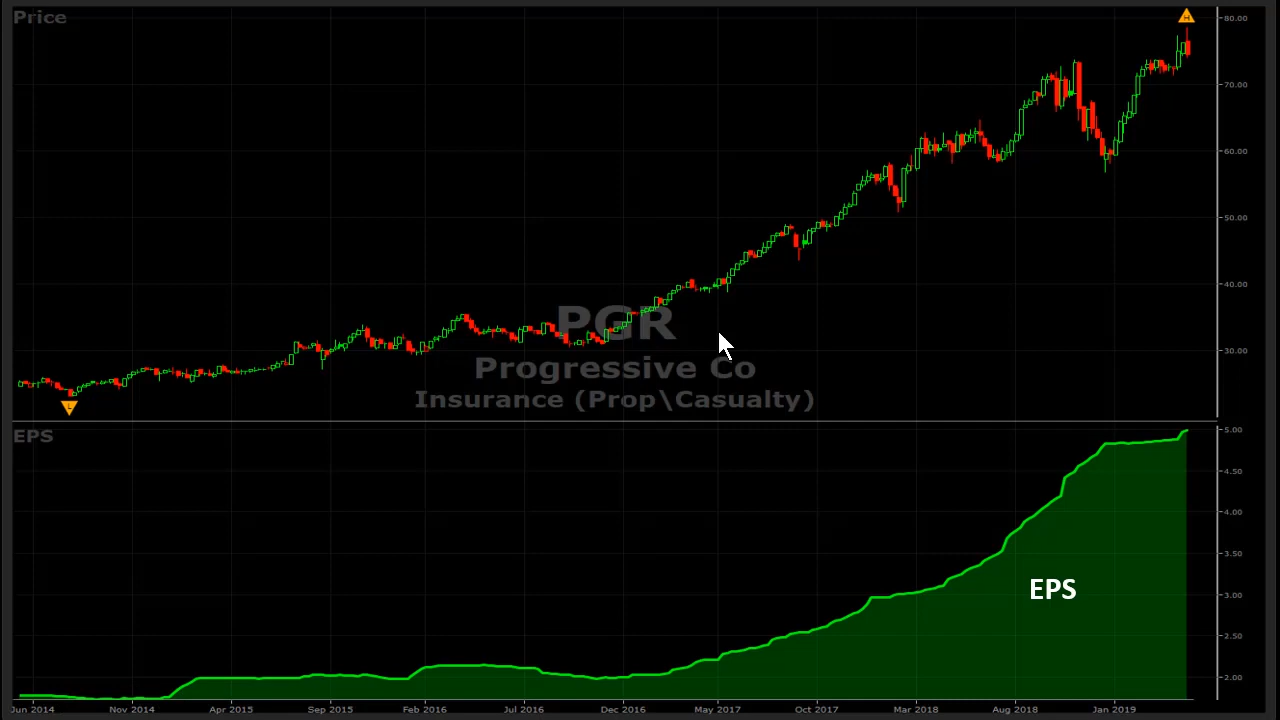 Price
80.00
70.00
60.00
50.00
40.00
30.00
PGR
Progressive Co
Insurance (Prop\Casualty)
EPS
5.00
4.50
4.00
3.50
3.00
2.50
2.00
EPS
Jun 2014 Nov 2014 Apr 2015 Sep 2015 Feb 2016 Jul 2016 Dec 2016 May 2017 Oct 2017 Mar 2018 Aug 2018 Jan 2019